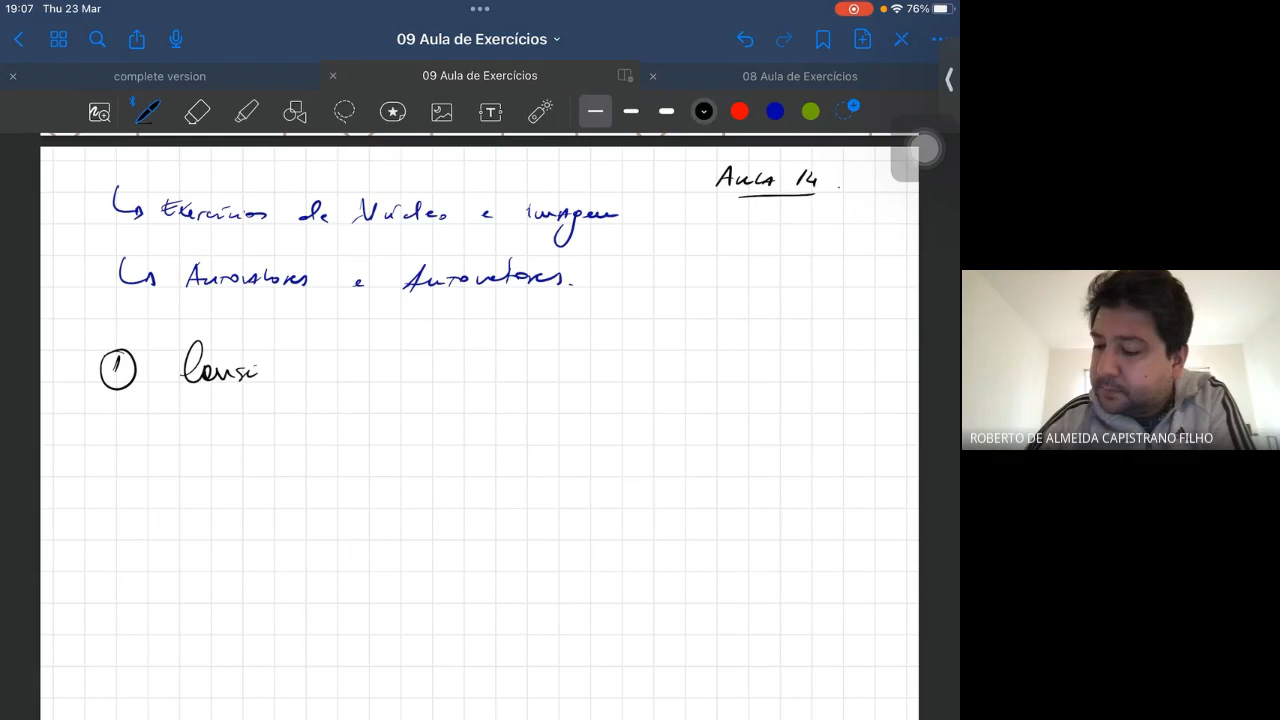 19:07 Thu 23 Mar
76%
09 Aula de Exercícios
complete version
09 Aula de Exercícios
08 Aula de Exercícios
Aula 14
↳ Exercícios de Núcleo e imagem
↳ Autovalores e Autovetores.
① Consi
ROBERTO DE ALMEIDA CAPISTRANO FILHO